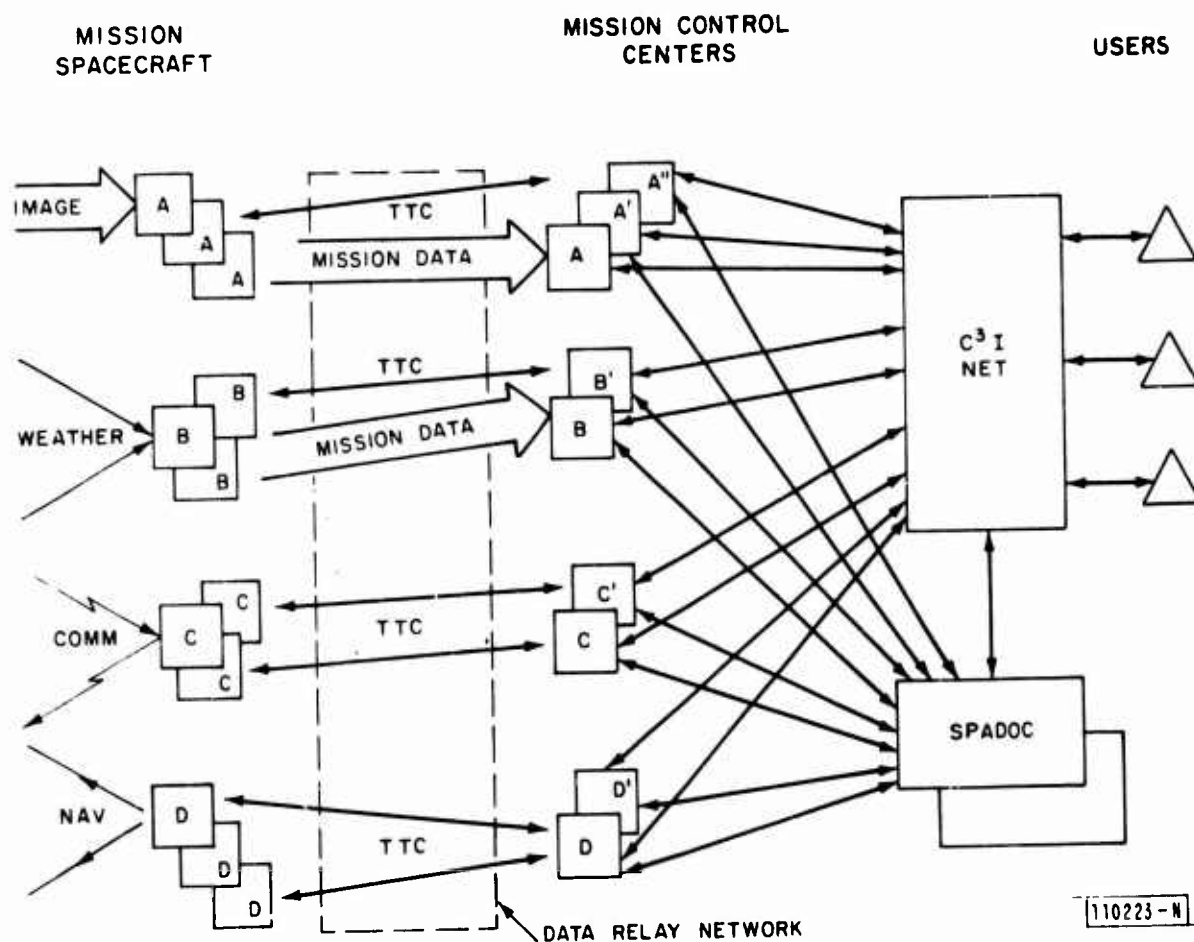 MISSION
SPACECRAFT
MISSION CONTROL
CENTERS
USERS
IMAGE
A
A
A
TTC
MISSION DATA
A"
A'
A
C³ I
NET
WEATHER
B
B
B
TTC
MISSION DATA
B'
B
COMM
C
C
C
TTC
C'
C
SPADOC
NAV
D
D
D
TTC
D'
D
DATA RELAY NETWORK
110223-N